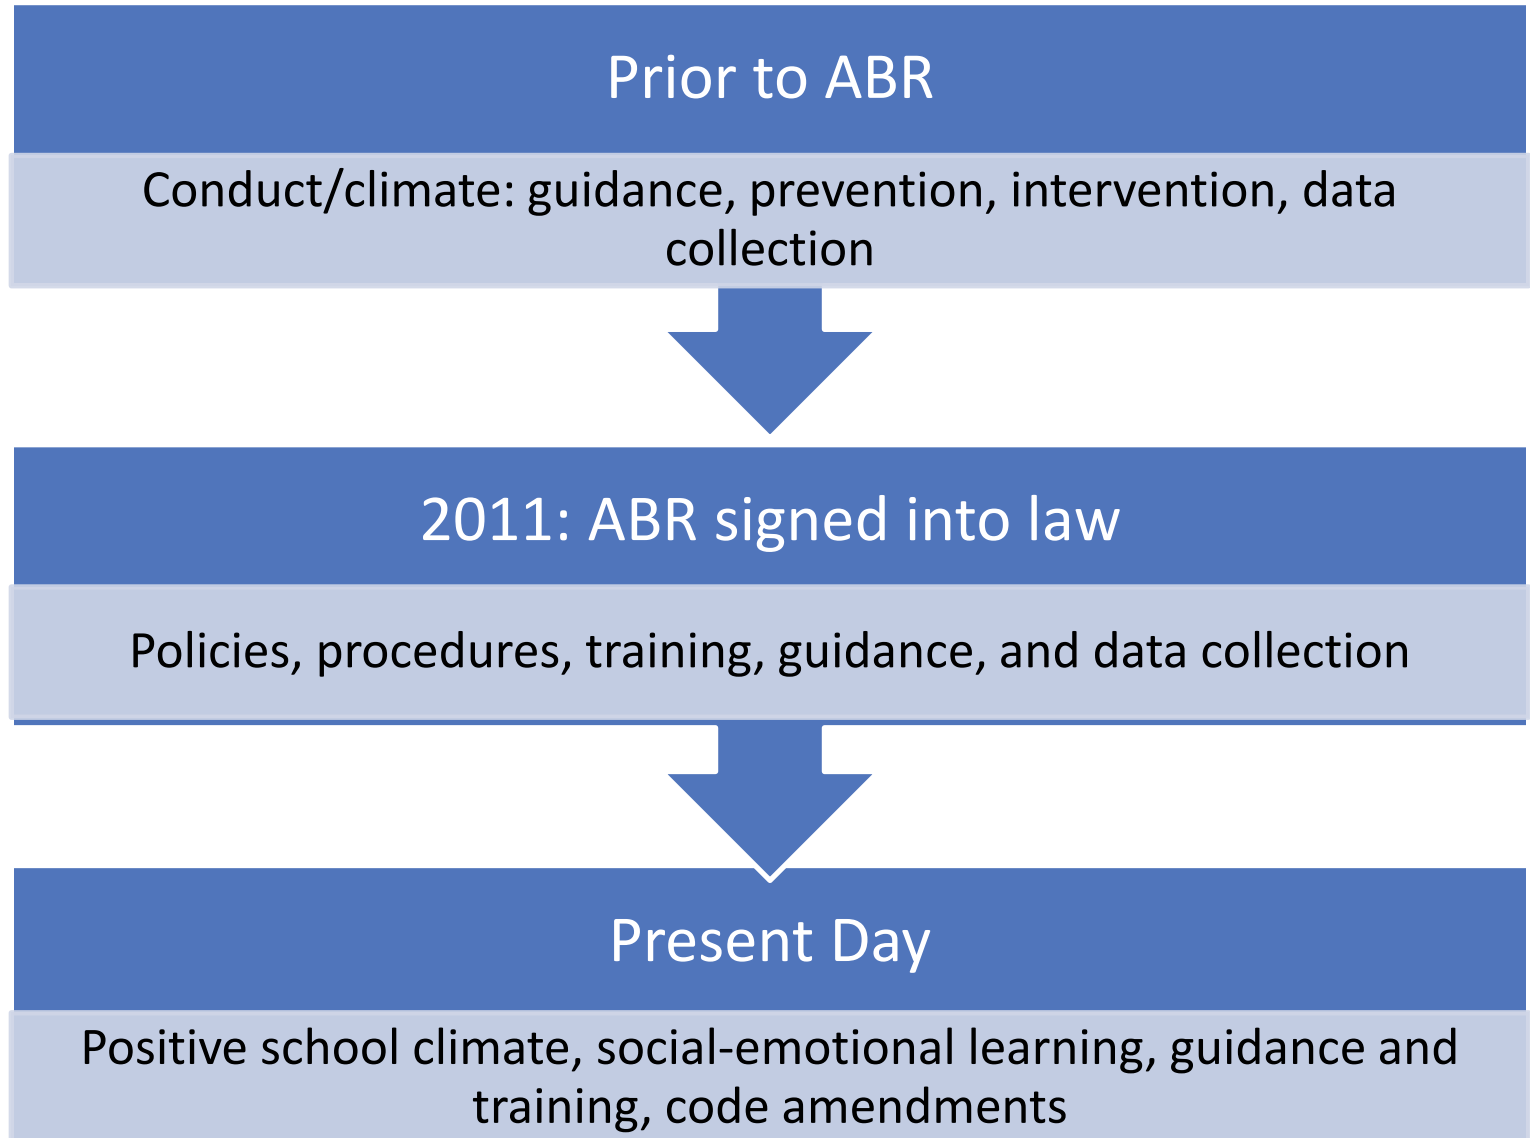 Prior to ABR
Conduct/climate: guidance, prevention, intervention, data
collection
2011: ABR signed into law
Policies, procedures, training, guidance, and data collection
Present Day
Positive school climate, social-emotional learning, guidance and
training, code amendments